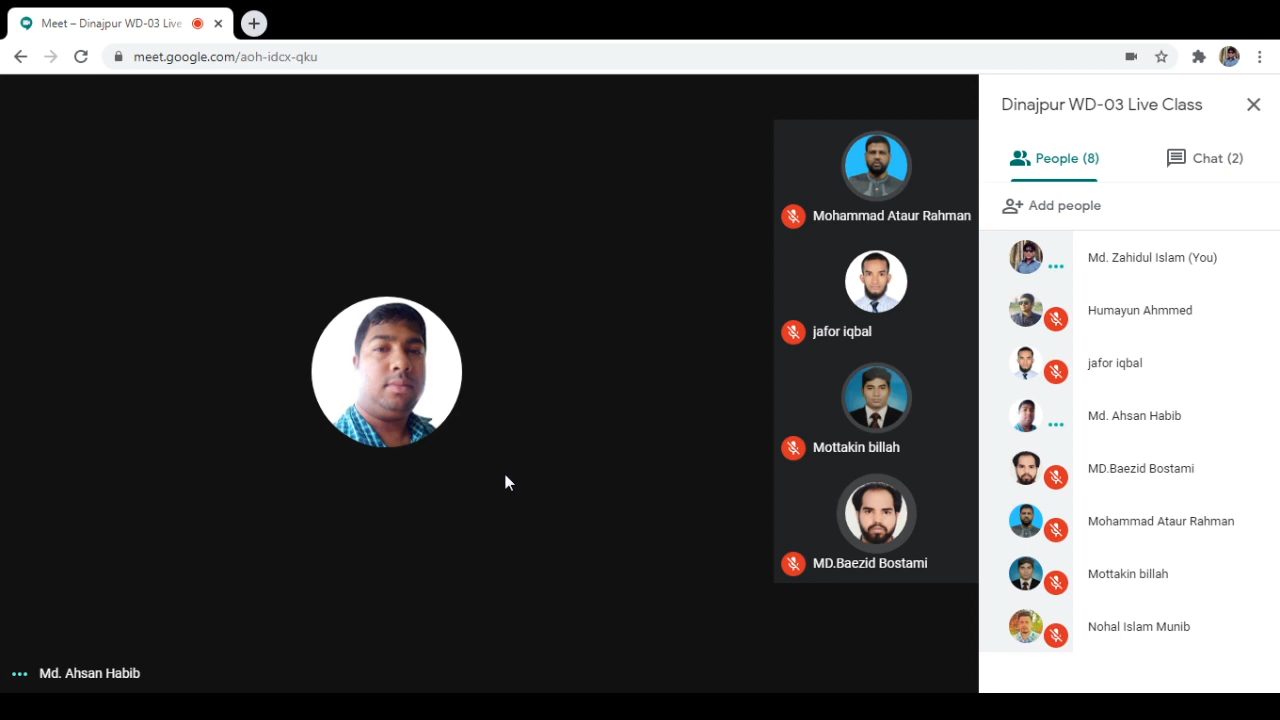 Meet – Dinajpur WD-03 Live
meet.google.com/aoh-idcx-qku
Mohammad Ataur Rahman
jafor iqbal
Mottakin billah
MD.Baezid Bostami
Md. Ahsan Habib
Dinajpur WD-03 Live Class
People (8)
Chat (2)
Add people
Md. Zahidul Islam (You)
Humayun Ahmmed
jafor iqbal
Md. Ahsan Habib
MD.Baezid Bostami
Mohammad Ataur Rahman
Mottakin billah
Nohal Islam Munib